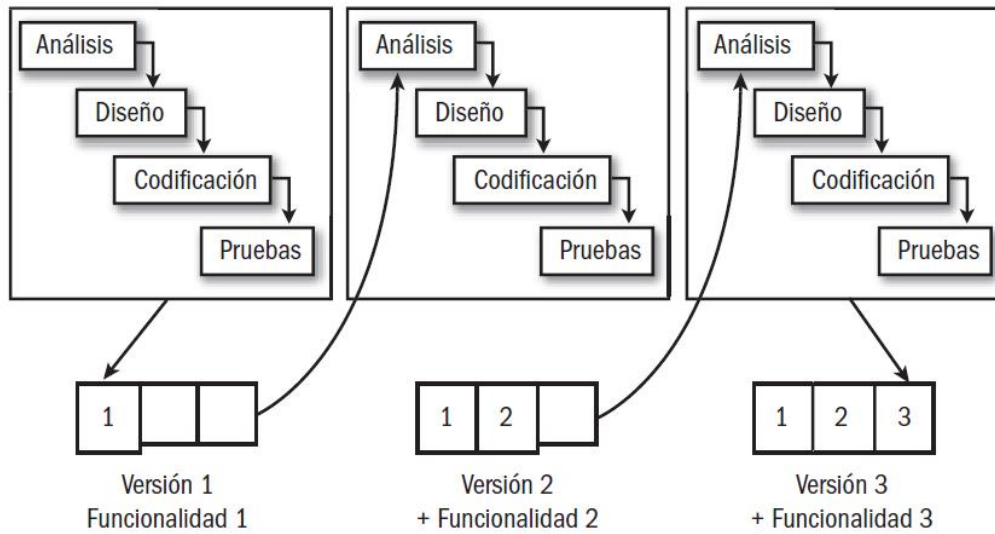 Análisis
Diseño
Codificación
Pruebas
Análisis
Diseño
Codificación
Pruebas
Análisis
Diseño
Codificación
Pruebas
1
Versión 1
Funcionalidad 1
1 2
Versión 2
+ Funcionalidad 2
1 2 3
Versión 3
+ Funcionalidad 3